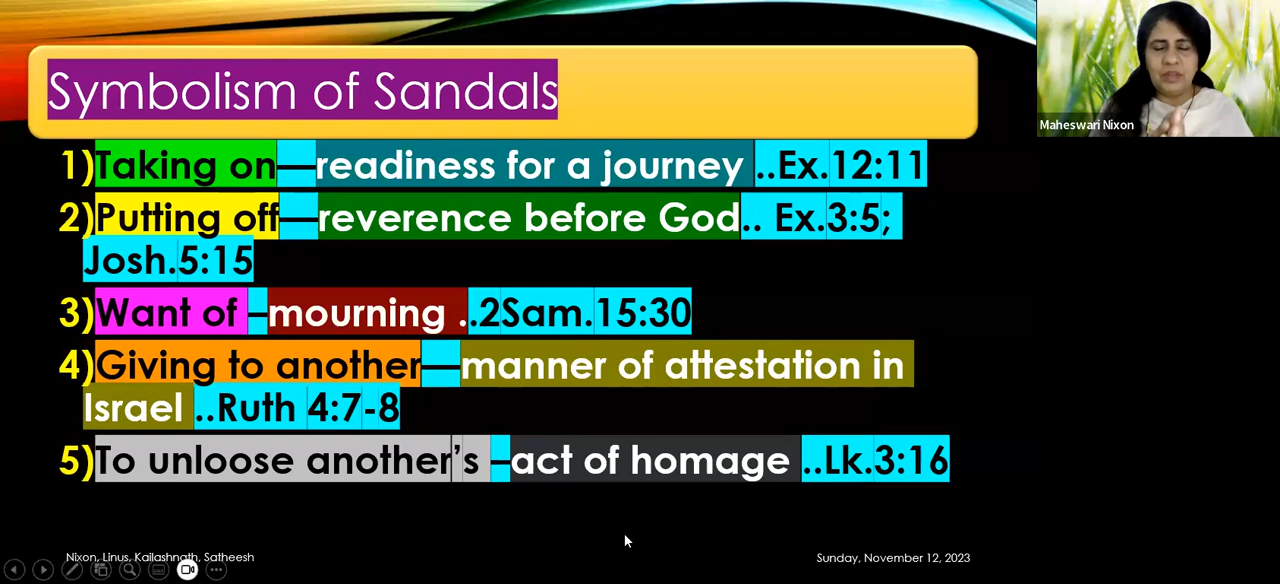 Symbolism of Sandals
Maheswari Nixon
1)Taking on—readiness for a journey ..Ex.12:11
2)Putting off—reverence before God.. Ex.3:5;
Josh.5:15
3)Want of –mourning ..2Sam.15:30
4)Giving to another—manner of attestation in
Israel ..Ruth 4:7-8
5)To unloose another’s –act of homage ..Lk.3:16
Nixon, Linus, Kailashnath, Satheesh
Sunday, November 12, 2023